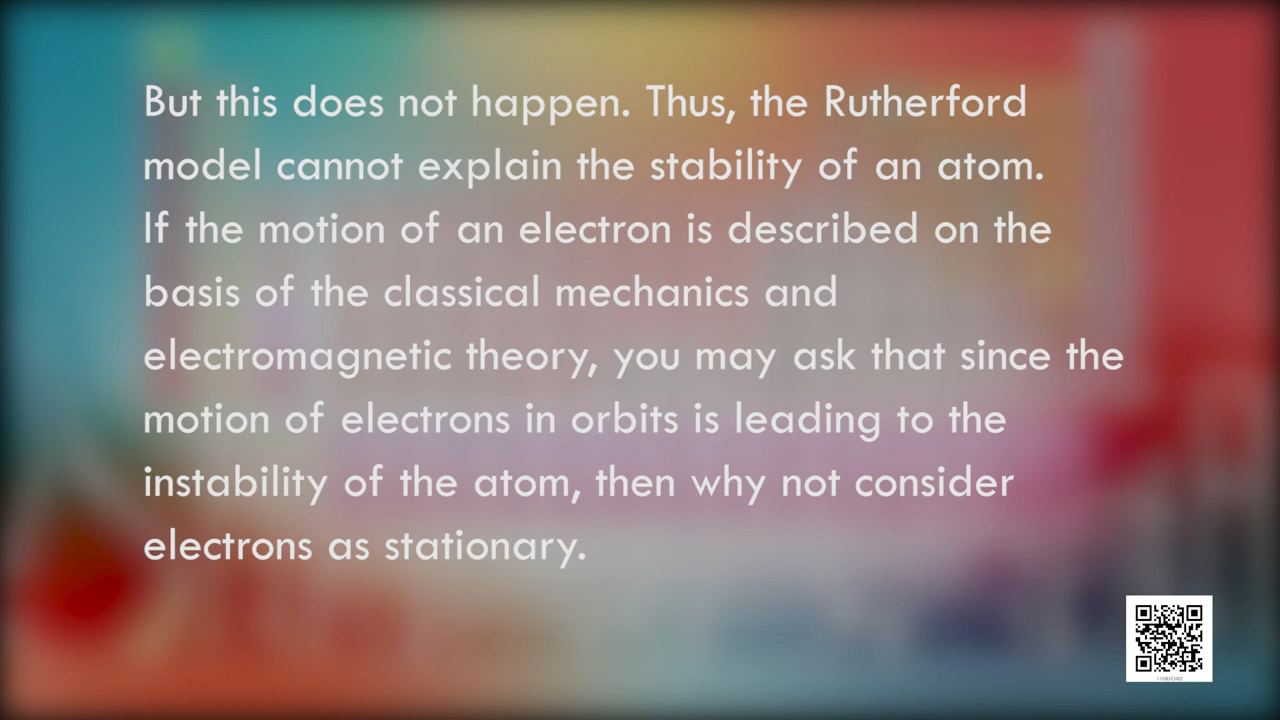 But this does not happen. Thus, the Rutherford
model cannot explain the stability of an atom.
If the motion of an electron is described on the
basis of the classical mechanics and
electromagnetic theory, you may ask that since the
motion of electrons in orbits is leading to the
instability of the atom, then why not consider
electrons as stationary.